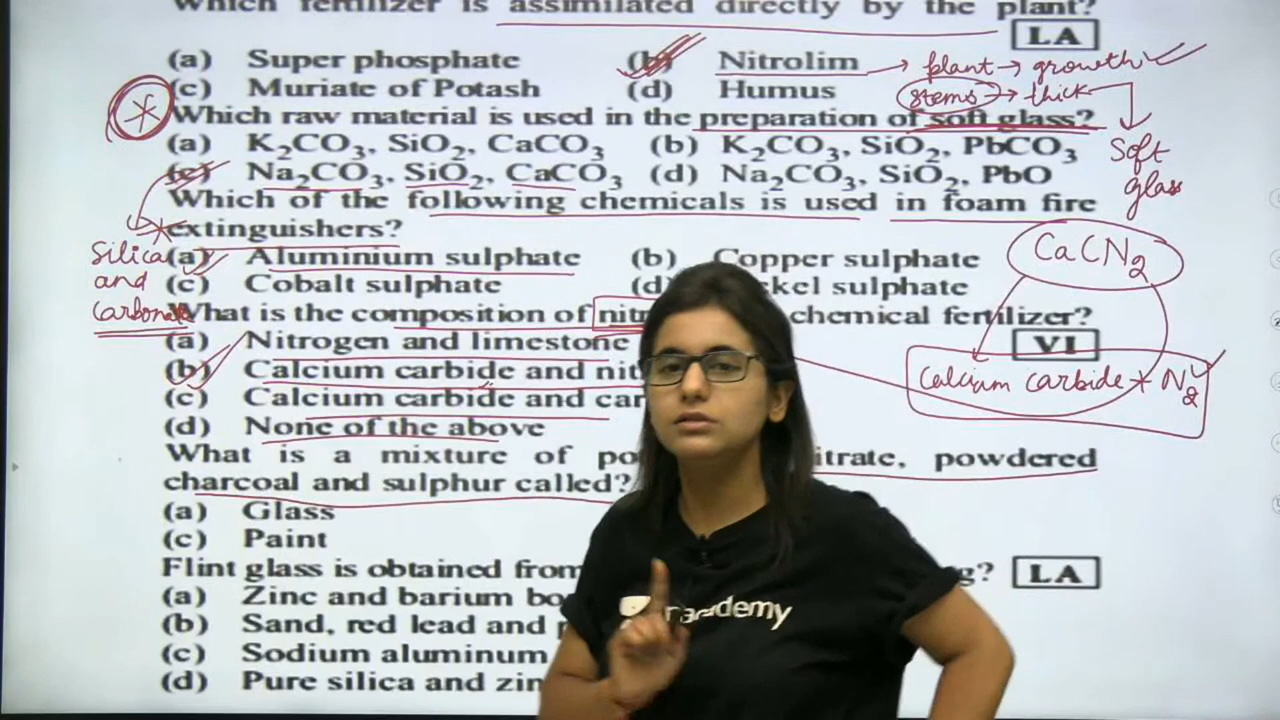 Which fertilizer is assimilated directly by the plant?
LA
(a) Super phosphate (b) Nitrolim → plant → growth
(c) Muriate of Potash (d) Humus stems → thick
Which raw material is used in the preparation of soft glass?
Soft glass
(a) K₂CO₃, SiO₂, CaCO₃ (b) K₂CO₃, SiO₂, PbCO₃
(c) Na₂CO₃, SiO₂, CaCO₃ (d) Na₂CO₃, SiO₂, PbO
Which of the following chemicals is used in foam fire
extinguishers?
Silica and Carbonate
CaCN₂
(a) Aluminium sulphate (b) Copper sulphate
(c) Cobalt sulphate (d) kel sulphate
What is the composition of nitr chemical fertilizer?
(a) Nitrogen and limestone VI
(b) Calcium carbide and nit
Calcium carbide + N₂
(c) Calcium carbide and car
(d) None of the above
What is a mixture of po itrate, powdered
charcoal and sulphur called?
(a) Glass
(c) Paint
Flint glass is obtained from g? LA
(a) Zinc and barium bo
(b) Sand, red lead and p
(c) Sodium aluminum
(d) Pure silica and zin
unacademy